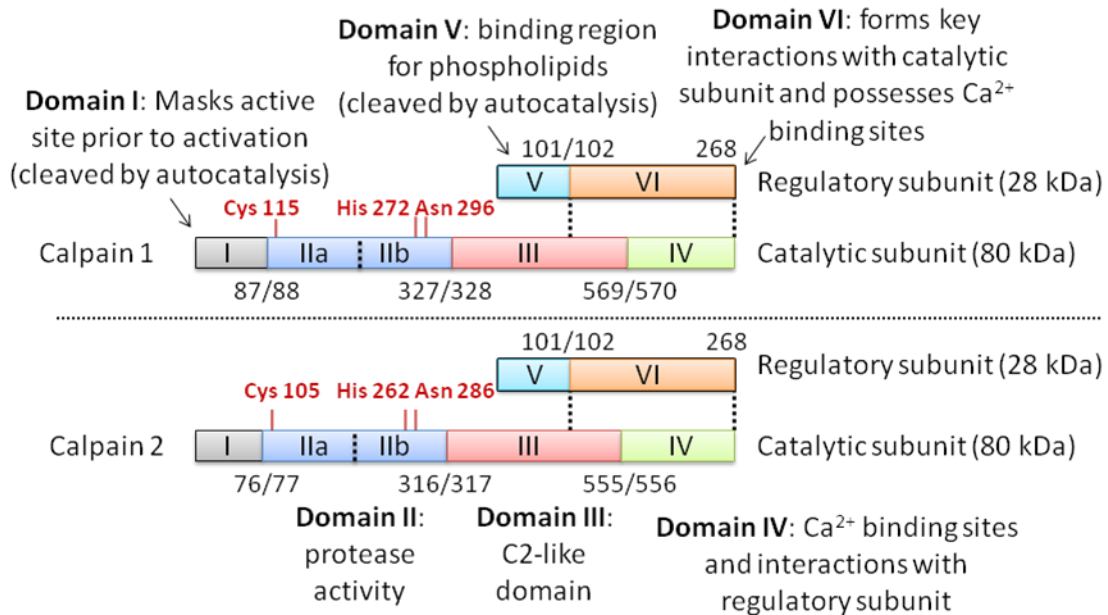 Domain V: binding region
for phospholipids
(cleaved by autocatalysis)
Domain VI: forms key
interactions with catalytic
subunit and possesses Ca²⁺
binding sites
Domain I: Masks active
site prior to activation
(cleaved by autocatalysis)
101/102 268
V VI Regulatory subunit (28 kDa)
Cys 115 His 272 Asn 296
Calpain 1 I IIa IIb III IV Catalytic subunit (80 kDa)
87/88 327/328 569/570
101/102 268
V VI Regulatory subunit (28 kDa)
Cys 105 His 262 Asn 286
Calpain 2 I IIa IIb III IV Catalytic subunit (80 kDa)
76/77 316/317 555/556
Domain II:
protease
activity
Domain III:
C2-like
domain
Domain IV: Ca²⁺ binding sites
and interactions with
regulatory subunit